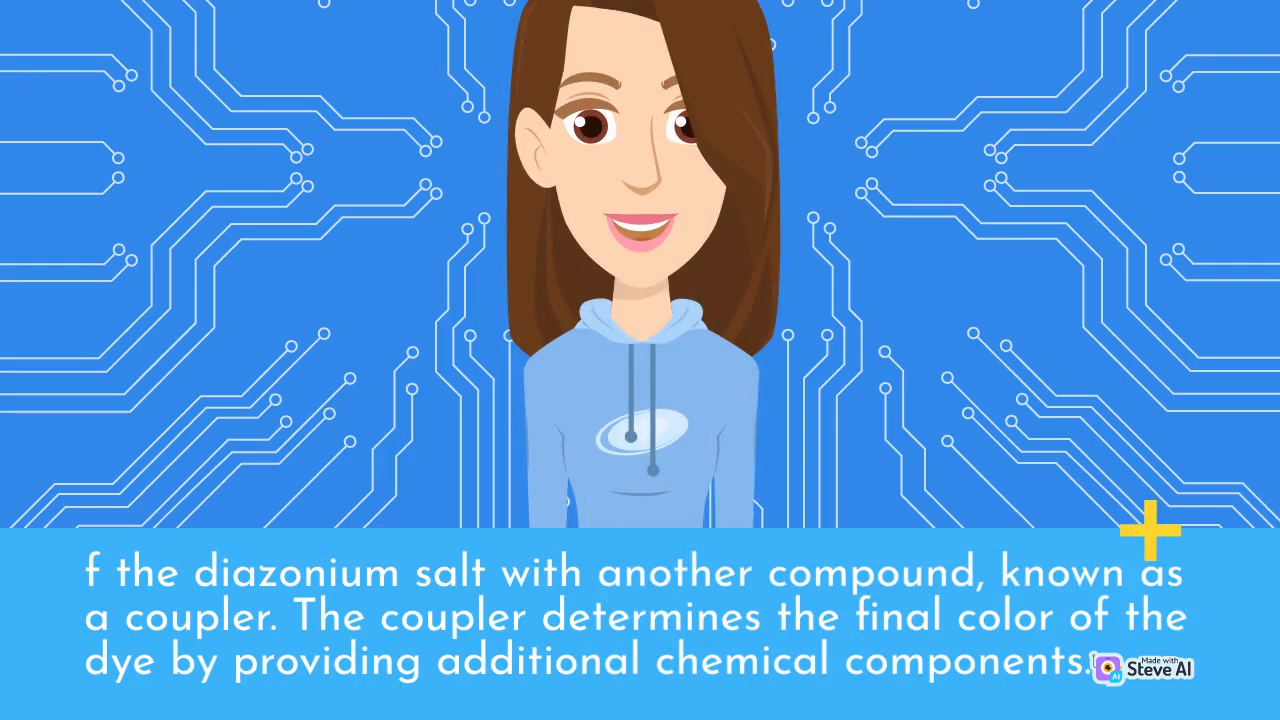 f the diazonium salt with another compound, known as
a coupler. The coupler determines the final color of the
dye by providing additional chemical components.
Made with
Steve AI
AI